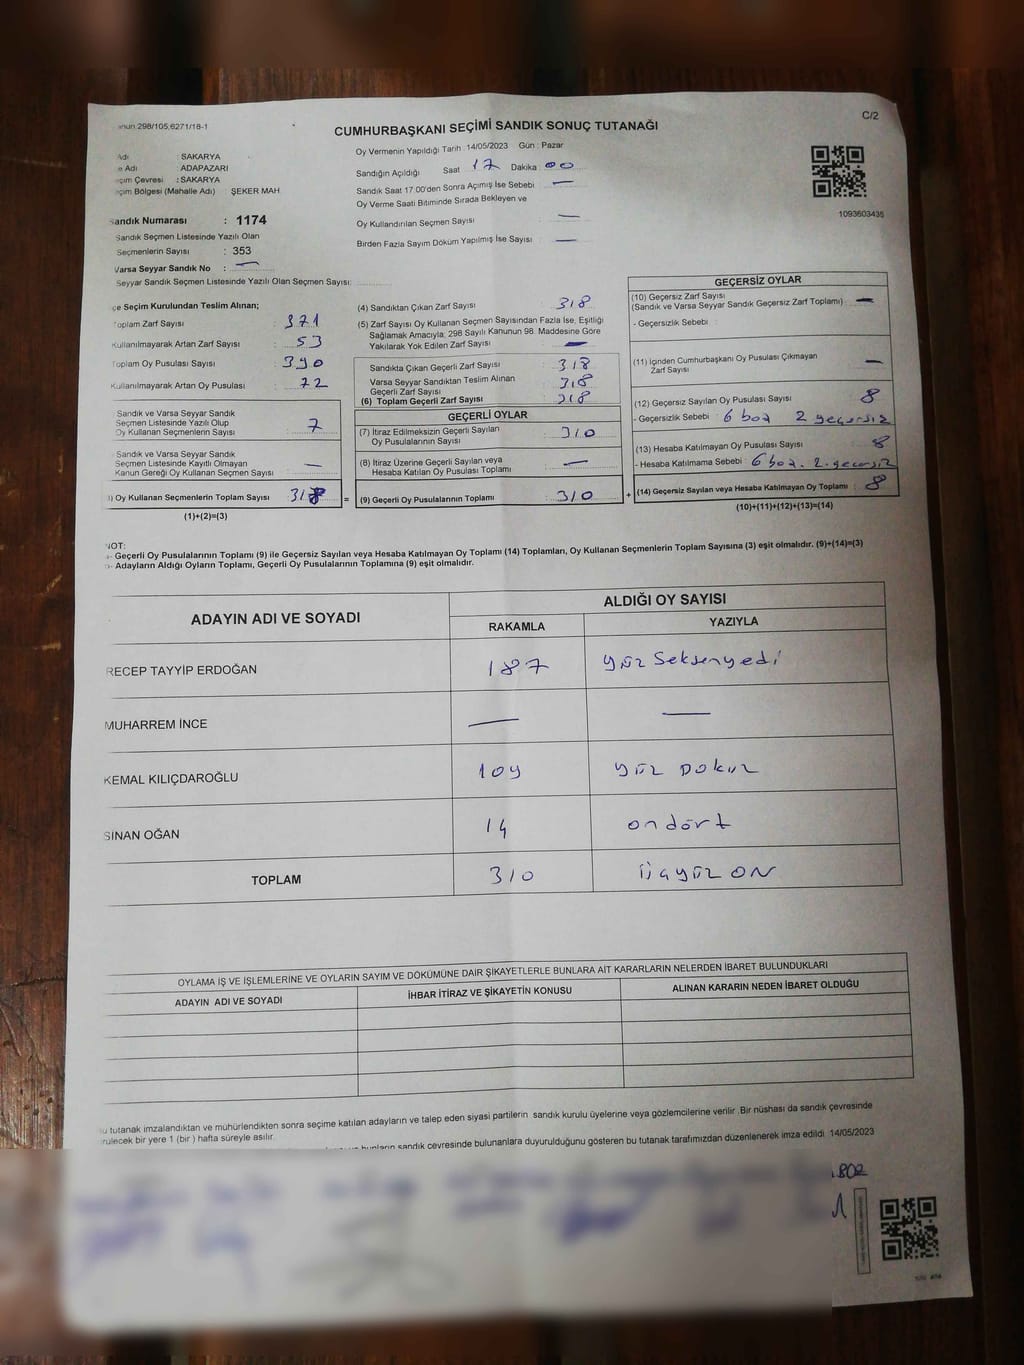 298/105,6271/18-1
C/2
CUMHURBAŞKANI SEÇİMİ SANDIK SONUÇ TUTANAĞI
Oy Vermenin Yapıldığı Tarih :14/05/2023 Gün : Pazar
: SAKARYA
Adı : ADAPAZARI
Çevresi : SAKARYA
Bölgesi (Mahalle Adı) : ŞEKER MAH
Sandığın Açıldığı Saat 17 Dakika 00
Sandık Saat 17:00'den Sonra Açılmış İse Sebebi —
Oy Verme Saati Bitiminde Sırada Bekleyen ve
Oy Kullandırılan Seçmen Sayısı —
Birden Fazla Sayım Döküm Yapılmış İse Sayısı —
1093603435
Sandık Numarası : 1174
Sandık Seçmen Listesinde Yazılı Olan
Seçmenlerin Sayısı : 353
Varsa Seyyar Sandık No : —
Seyyar Sandık Seçmen Listesinde Yazılı Olan Seçmen Sayısı:
Seçim Kurulundan Teslim Alınan;
Toplam Zarf Sayısı : 371
Kullanılmayarak Artan Zarf Sayısı : 53
Toplam Oy Pusulası Sayısı : 390
Kullanılmayarak Artan Oy Pusulası : 72
Sandık ve Varsa Seyyar Sandık
Seçmen Listesinde Yazılı Olup
Oy Kullanan Seçmenlerin Sayısı : 7
Sandık ve Varsa Seyyar Sandık
Seçmen Listesinde Kayıtlı Olmayan
Kanun Gereği Oy Kullanan Seçmen Sayısı —
Oy Kullanan Seçmenlerin Toplam Sayısı 318 =
(1)+(2)=(3)
(4) Sandıktan Çıkan Zarf Sayısı : 318
(5) Zarf Sayısı Oy Kullanan Seçmen Sayısından Fazla İse, Eşitliği
Sağlamak Amacıyla; 298 Sayılı Kanunun 98. Maddesine Göre
Yakılarak Yok Edilen Zarf Sayısı : —
Sandıkta Çıkan Geçerli Zarf Sayısı : 318
Varsa Seyyar Sandıktan Teslim Alınan
Geçerli Zarf Sayısı : 318
(6) Toplam Geçerli Zarf Sayısı : 318
GEÇERLİ OYLAR
(7) İtiraz Edilmeksizin Geçerli Sayılan
Oy Pusulalarının Sayısı : 310
(8) İtiraz Üzerine Geçerli Sayılan veya
Hesaba Katılan Oy Pusulası Toplamı : —
(9) Geçerli Oy Pusulalarının Toplamı : 310 +
GEÇERSİZ OYLAR
(10) Geçersiz Zarf Sayısı
(Sandık ve Varsa Seyyar Sandık Geçersiz Zarf Toplamı) —
- Geçersizlik Sebebi :
(11) İçinden Cumhurbaşkanı Oy Pusulası Çıkmayan
Zarf Sayısı : —
(12) Geçersiz Sayılan Oy Pusulası Sayısı : 8
- Geçersizlik Sebebi : 6 boş 2 geçersiz
(13) Hesaba Katılmayan Oy Pusulası Sayısı 8
- Hesaba Katılmama Sebebi : 6 boş. 2.geçersiz
(14) Geçersiz Sayılan veya Hesaba Katılmayan Oy Toplamı : 8
(10)+(11)+(12)+(13)=(14)
NOT:
- Geçerli Oy Pusulalarının Toplamı (9) ile Geçersiz Sayılan veya Hesaba Katılmayan Oy Toplamı (14) Toplamları, Oy Kullanan Seçmenlerin Toplam Sayısına (3) eşit olmalıdır. (9)+(14)=(3)
- Adayların Aldığı Oyların Toplamı, Geçerli Oy Pusulalarının Toplamına (9) eşit olmalıdır.
ADAYIN ADI VE SOYADI
ALDIĞI OY SAYISI
RAKAMLA YAZIYLA
RECEP TAYYİP ERDOĞAN 187 yüz Seksenyedi
MUHARREM İNCE — —
KEMAL KILIÇDAROĞLU 109 yüz DOKUZ
SİNAN OĞAN 14 ondört
TOPLAM 310 üçyüz ON
OYLAMA İŞ VE İŞLEMLERİNE VE OYLARIN SAYIM VE DÖKÜMÜNE DAİR ŞİKAYETLERLE BUNLARA AİT KARARLARIN NELERDEN İBARET BULUNDUKLARI
ADAYIN ADI VE SOYADI İHBAR İTİRAZ VE ŞİKAYETİN KONUSU ALINAN KARARIN NEDEN İBARET OLDUĞU
tutanak imzalandıktan ve mühürlendikten sonra seçime katılan adayların ve talep eden siyasi partilerin sandık kurulu üyelerine veya gözlemcilerine verilir .Bir nüshası da sandık çevresinde
bir yere 1 (bir ) hafta süreyle asılır.
bunların sandık çevresinde bulunanlara duyurulduğunu gösteren bu tutanak tarafımızdan düzenlenerek imza edildi. 14/05/2023
802